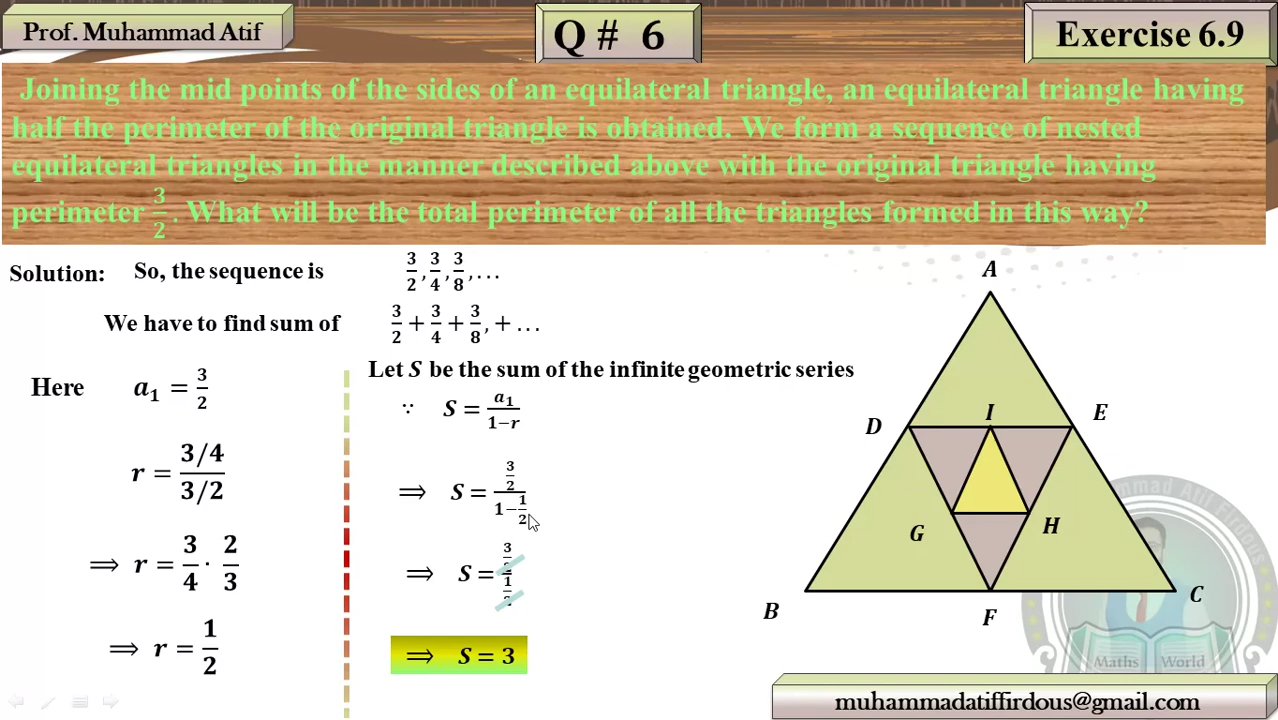 Prof. Muhammad Atif
Q # 6
Exercise 6.9
Joining the mid points of the sides of an equilateral triangle, an equilateral triangle having
half the perimeter of the original triangle is obtained. We form a sequence of nested
equilateral triangles in the manner described above with the original triangle having
perimeter 3/2. What will be the total perimeter of all the triangles formed in this way?
Solution: So, the sequence is 3/2, 3/4, 3/8, ...
We have to find sum of 3/2 + 3/4 + 3/8, + ...
Here a₁ = 3/2
r = (3/4)/(3/2)
⟹ r = 3/4 · 2/3
⟹ r = 1/2
Let S be the sum of the infinite geometric series
∵ S = a₁/(1−r)
⟹ S = (3/2)/(1−1/2)
⟹ S = (3/2)/(1/2)
⟹ S = 3
A
D I E
G H
B F C
Maths World
muhammadatiffirdous@gmail.com